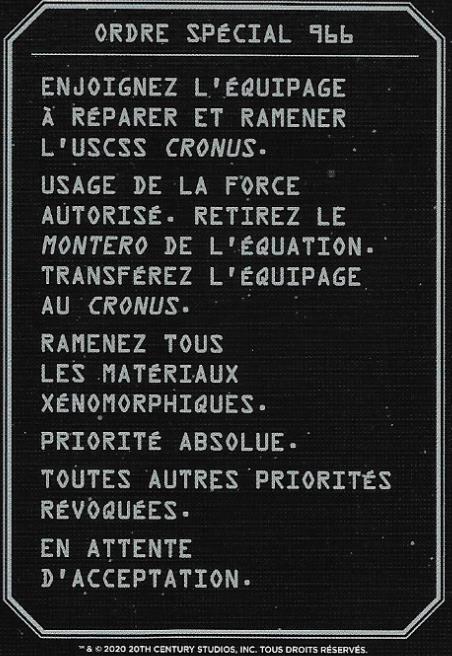 ORDRE SPÉCIAL 966
ENJOIGNEZ L'ÉQUIPAGE
À RÉPARER ET RAMENER
L'USCSS CRONUS.
USAGE DE LA FORCE
AUTORISÉ. RETIREZ LE
MONTERO DE L'ÉQUATION.
TRANSFÉREZ L'ÉQUIPAGE
AU CRONUS.
RAMENEZ TOUS
LES MATÉRIAUX
XÉNOMORPHIQUES.
PRIORITÉ ABSOLUE.
TOUTES AUTRES PRIORITÉS
RÉVOQUÉES.
EN ATTENTE
D'ACCEPTATION.
™ & © 2020 20TH CENTURY STUDIOS, INC. TOUS DROITS RÉSERVÉS.